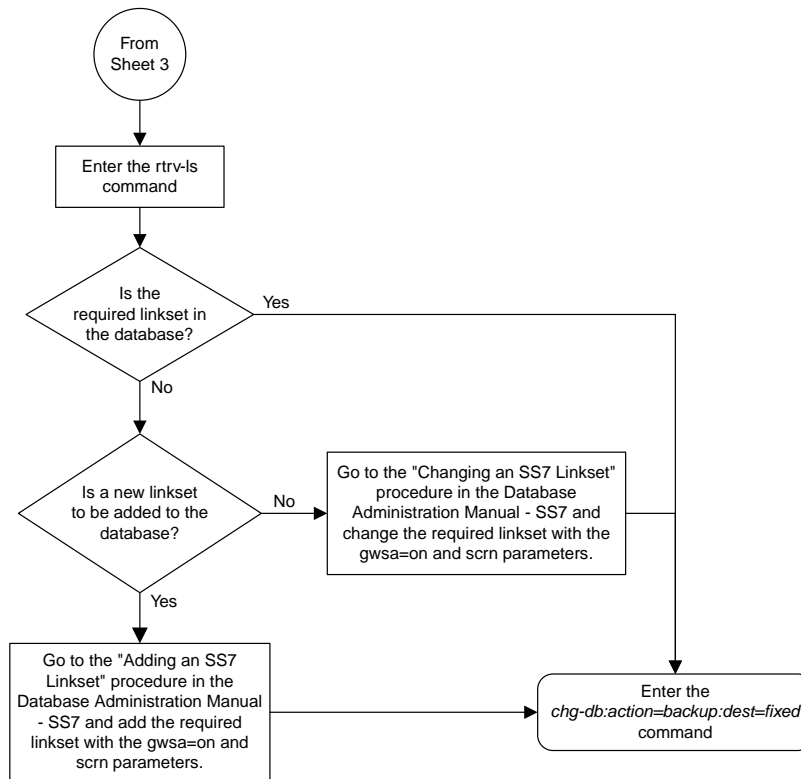 From
Sheet 3
Enter the rtrv-ls
command
Is the
required linkset in
the database?
Yes
No
Is a new linkset
to be added to the
database?
No
Go to the "Changing an SS7 Linkset"
procedure in the Database
Administration Manual - SS7 and
change the required linkset with the
gwsa=on and scrn parameters.
Yes
Go to the "Adding an SS7
Linkset" procedure in the
Database Administration Manual
- SS7 and add the required
linkset with the gwsa=on and
scrn parameters.
Enter the
chg-db:action=backup:dest=fixed
command